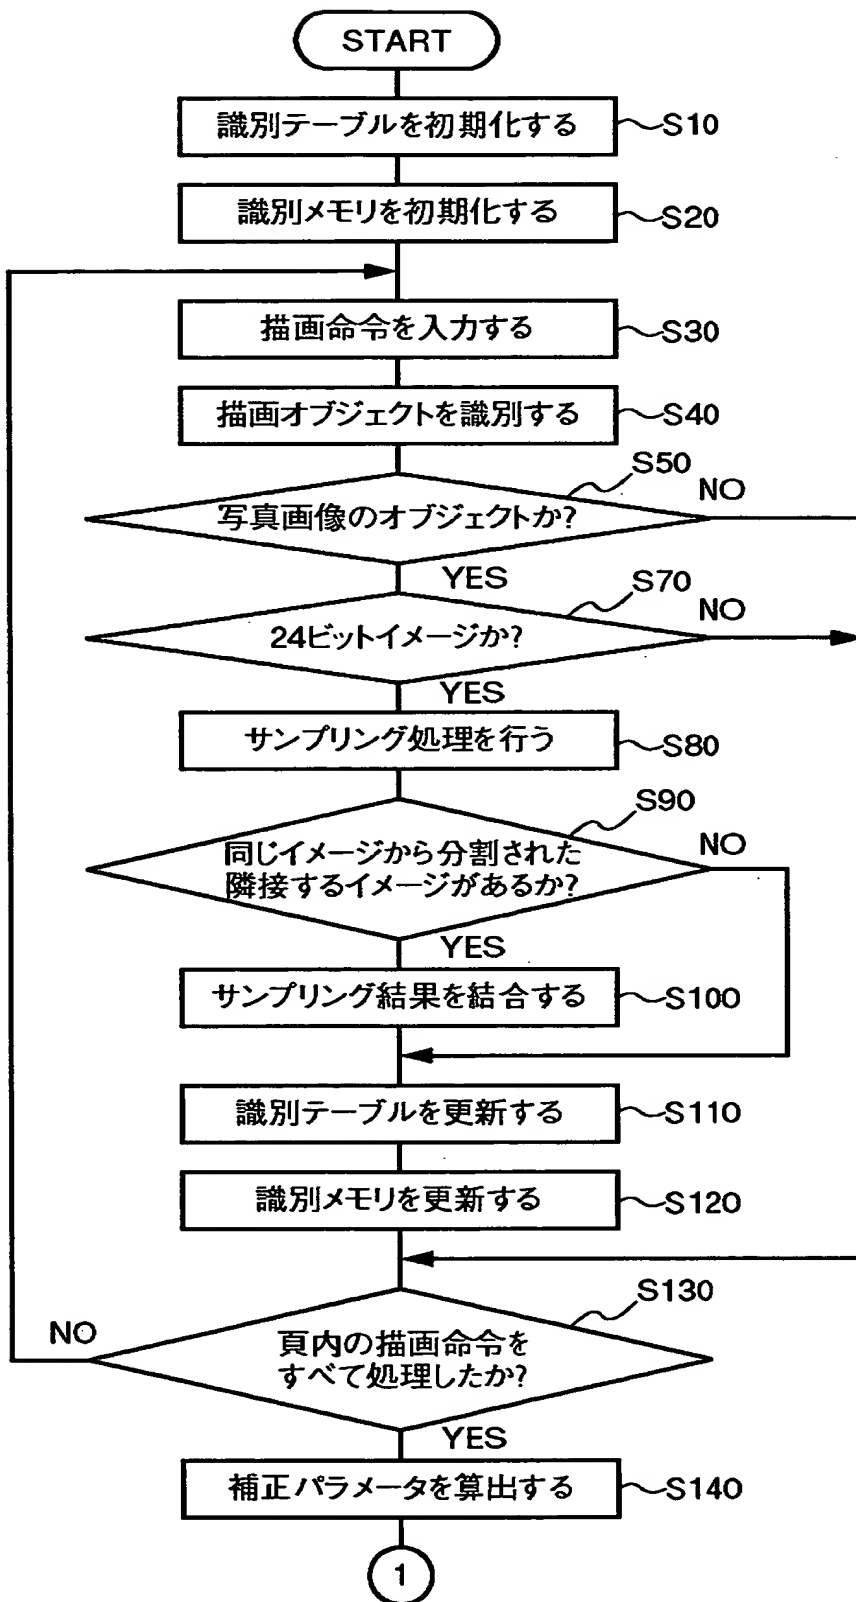 START
識別テーブルを初期化する
S10
識別メモリを初期化する
S20
描画命令を入力する
S30
描画オブジェクトを識別する
S40
S50
写真画像のオブジェクトか?
NO
YES
S70
24ビットイメージか?
NO
YES
サンプリング処理を行う
S80
S90
同じイメージから分割された
隣接するイメージがあるか?
NO
YES
サンプリング結果を結合する
S100
識別テーブルを更新する
S110
識別メモリを更新する
S120
S130
頁内の描画命令を
すべて処理したか?
NO
YES
補正パラメータを算出する
S140
1